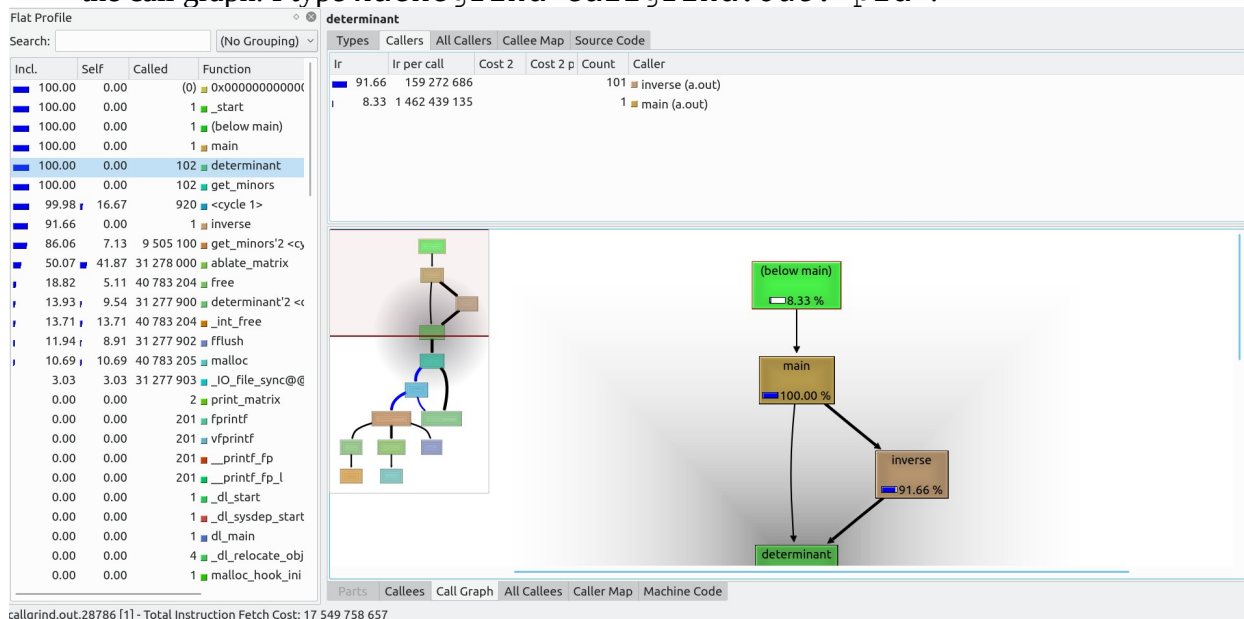 the call graph. I type kcachegrind callgrind.out.*pid*.
Flat Profile
Search: (No Grouping)
Incl. Self Called Function
100.00 0.00 (0) 0x00000000000(
100.00 0.00 1 _start
100.00 0.00 1 (below main)
100.00 0.00 1 main
100.00 0.00 102 determinant
100.00 0.00 102 get_minors
99.98 16.67 920 <cycle 1>
91.66 0.00 1 inverse
86.06 7.13 9 505 100 get_minors'2 <cy
50.07 41.87 31 278 000 ablate_matrix
18.82 5.11 40 783 204 free
13.93 9.54 31 277 900 determinant'2 <c
13.71 13.71 40 783 204 _int_free
11.94 8.91 31 277 902 fflush
10.69 10.69 40 783 205 malloc
3.03 3.03 31 277 903 _IO_file_sync@@
0.00 0.00 2 print_matrix
0.00 0.00 201 fprintf
0.00 0.00 201 vfprintf
0.00 0.00 201 __printf_fp
0.00 0.00 201 __printf_fp_l
0.00 0.00 1 _dl_start
0.00 0.00 1 _dl_sysdep_start
0.00 0.00 1 dl_main
0.00 0.00 4 _dl_relocate_obj
0.00 0.00 1 malloc_hook_ini
determinant
Types Callers All Callers Callee Map Source Code
Ir Ir per call Cost 2 Cost 2 p Count Caller
91.66 159 272 686 101 inverse (a.out)
8.33 1 462 439 135 1 main (a.out)
(below main)
8.33 %
main
100.00 %
inverse
91.66 %
determinant
Parts Callees Call Graph All Callees Caller Map Machine Code
callgrind.out.28786 [1] - Total Instruction Fetch Cost: 17 549 758 657